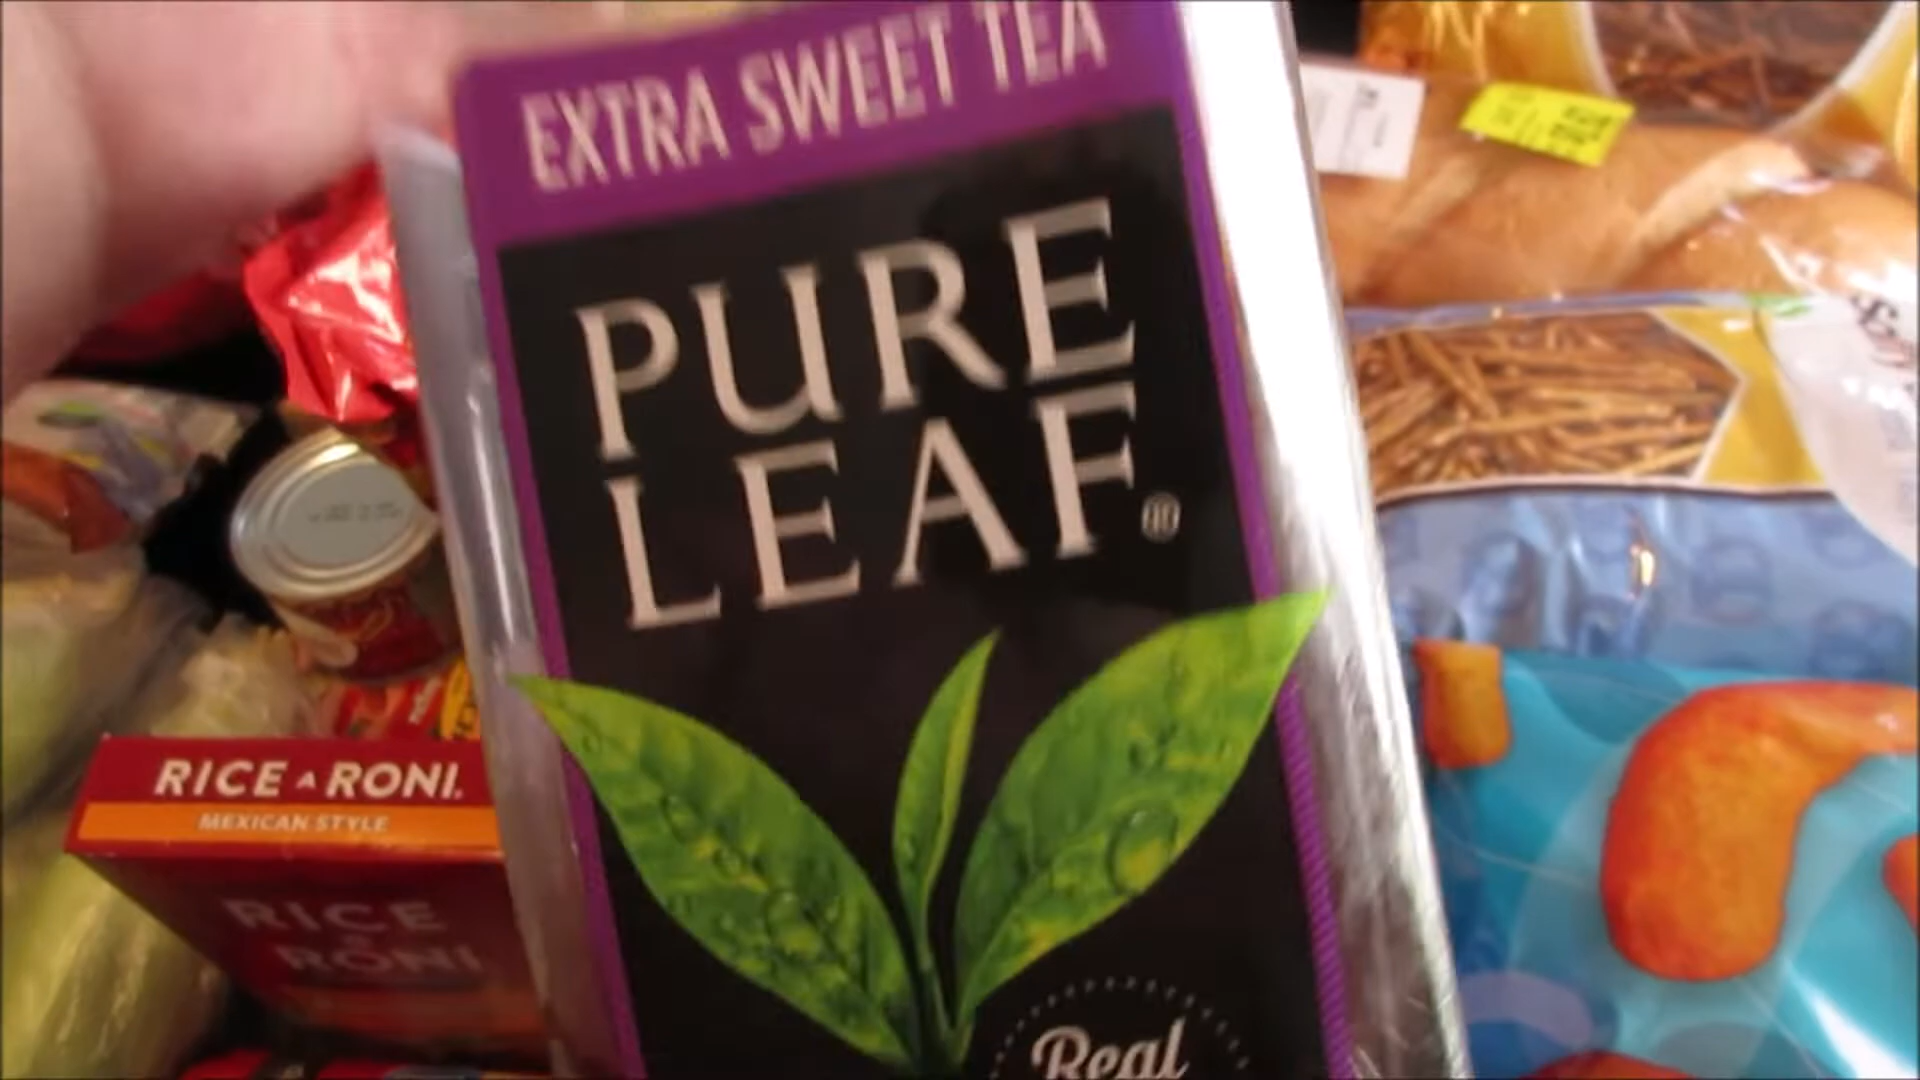 EXTRA SWEET TEA
PURE
LEAF®
Real
RICE A RONI.
MEXICAN STYLE
RICE
A
RONI